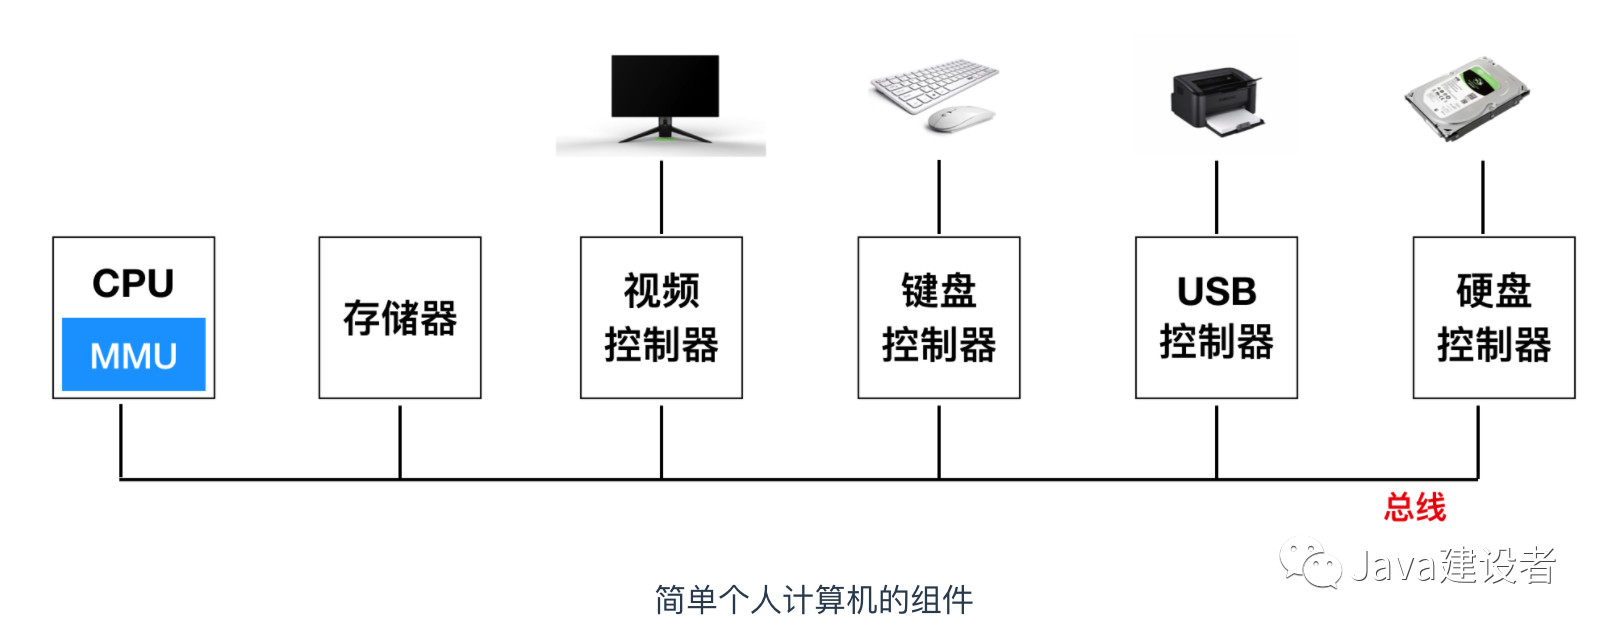 CPU
MMU
存储器
视频
控制器
键盘
控制器
USB
控制器
硬盘
控制器
总线
Java建设者
简单个人计算机的组件